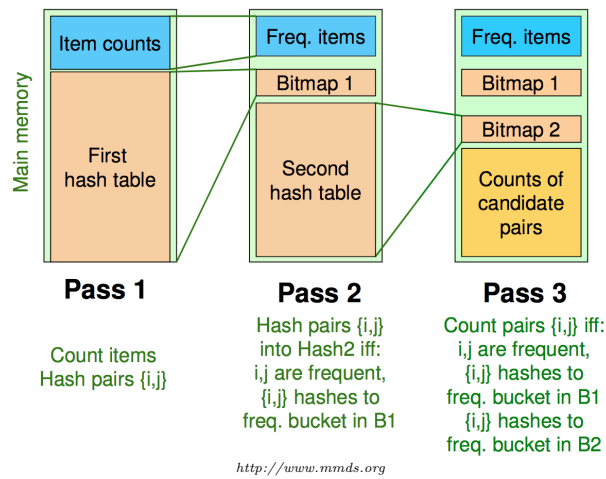 Main memory
Item counts
First
hash table
Pass 1
Count items
Hash pairs {i,j}
Freq. items
Bitmap 1
Second
hash table
Pass 2
Hash pairs {i,j}
into Hash2 iff:
i,j are frequent,
{i,j} hashes to
freq. bucket in B1
Freq. items
Bitmap 1
Bitmap 2
Counts of
candidate
pairs
Pass 3
Count pairs {i,j} iff:
i,j are frequent,
{i,j} hashes to
freq. bucket in B1
{i,j} hashes to
freq. bucket in B2
http://www.mmds.org